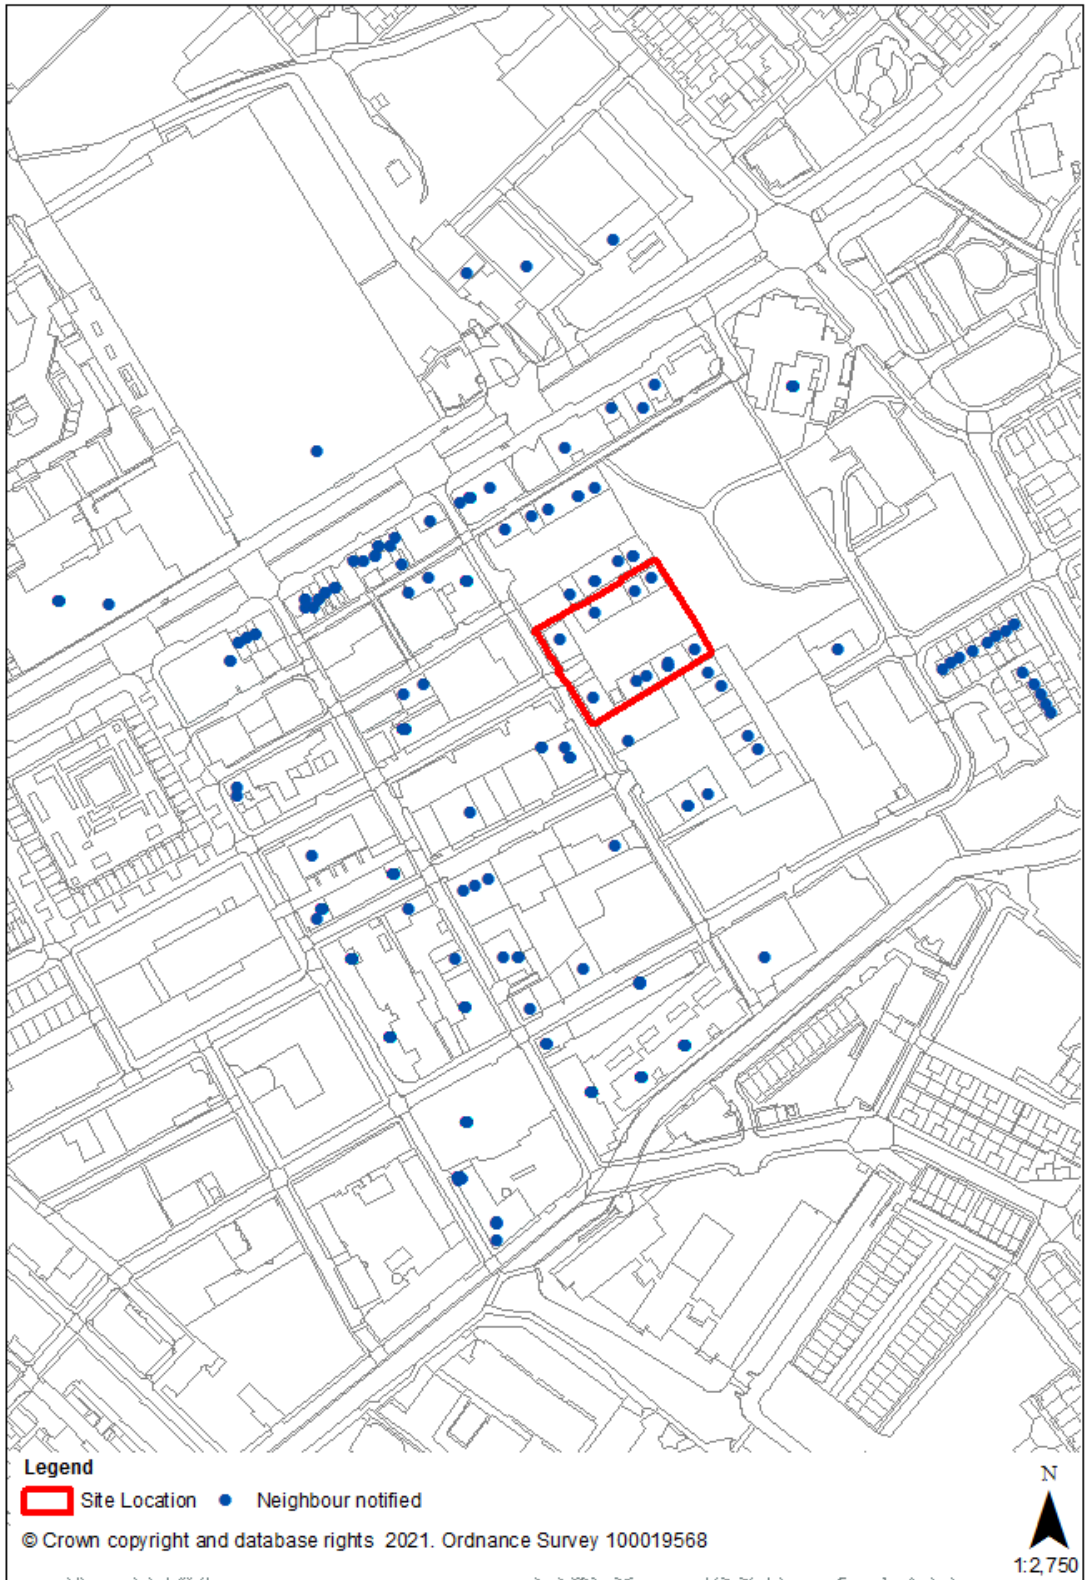 Legend
Site Location Neighbour notified
N
© Crown copyright and database rights 2021. Ordnance Survey 100019568
1:2,750